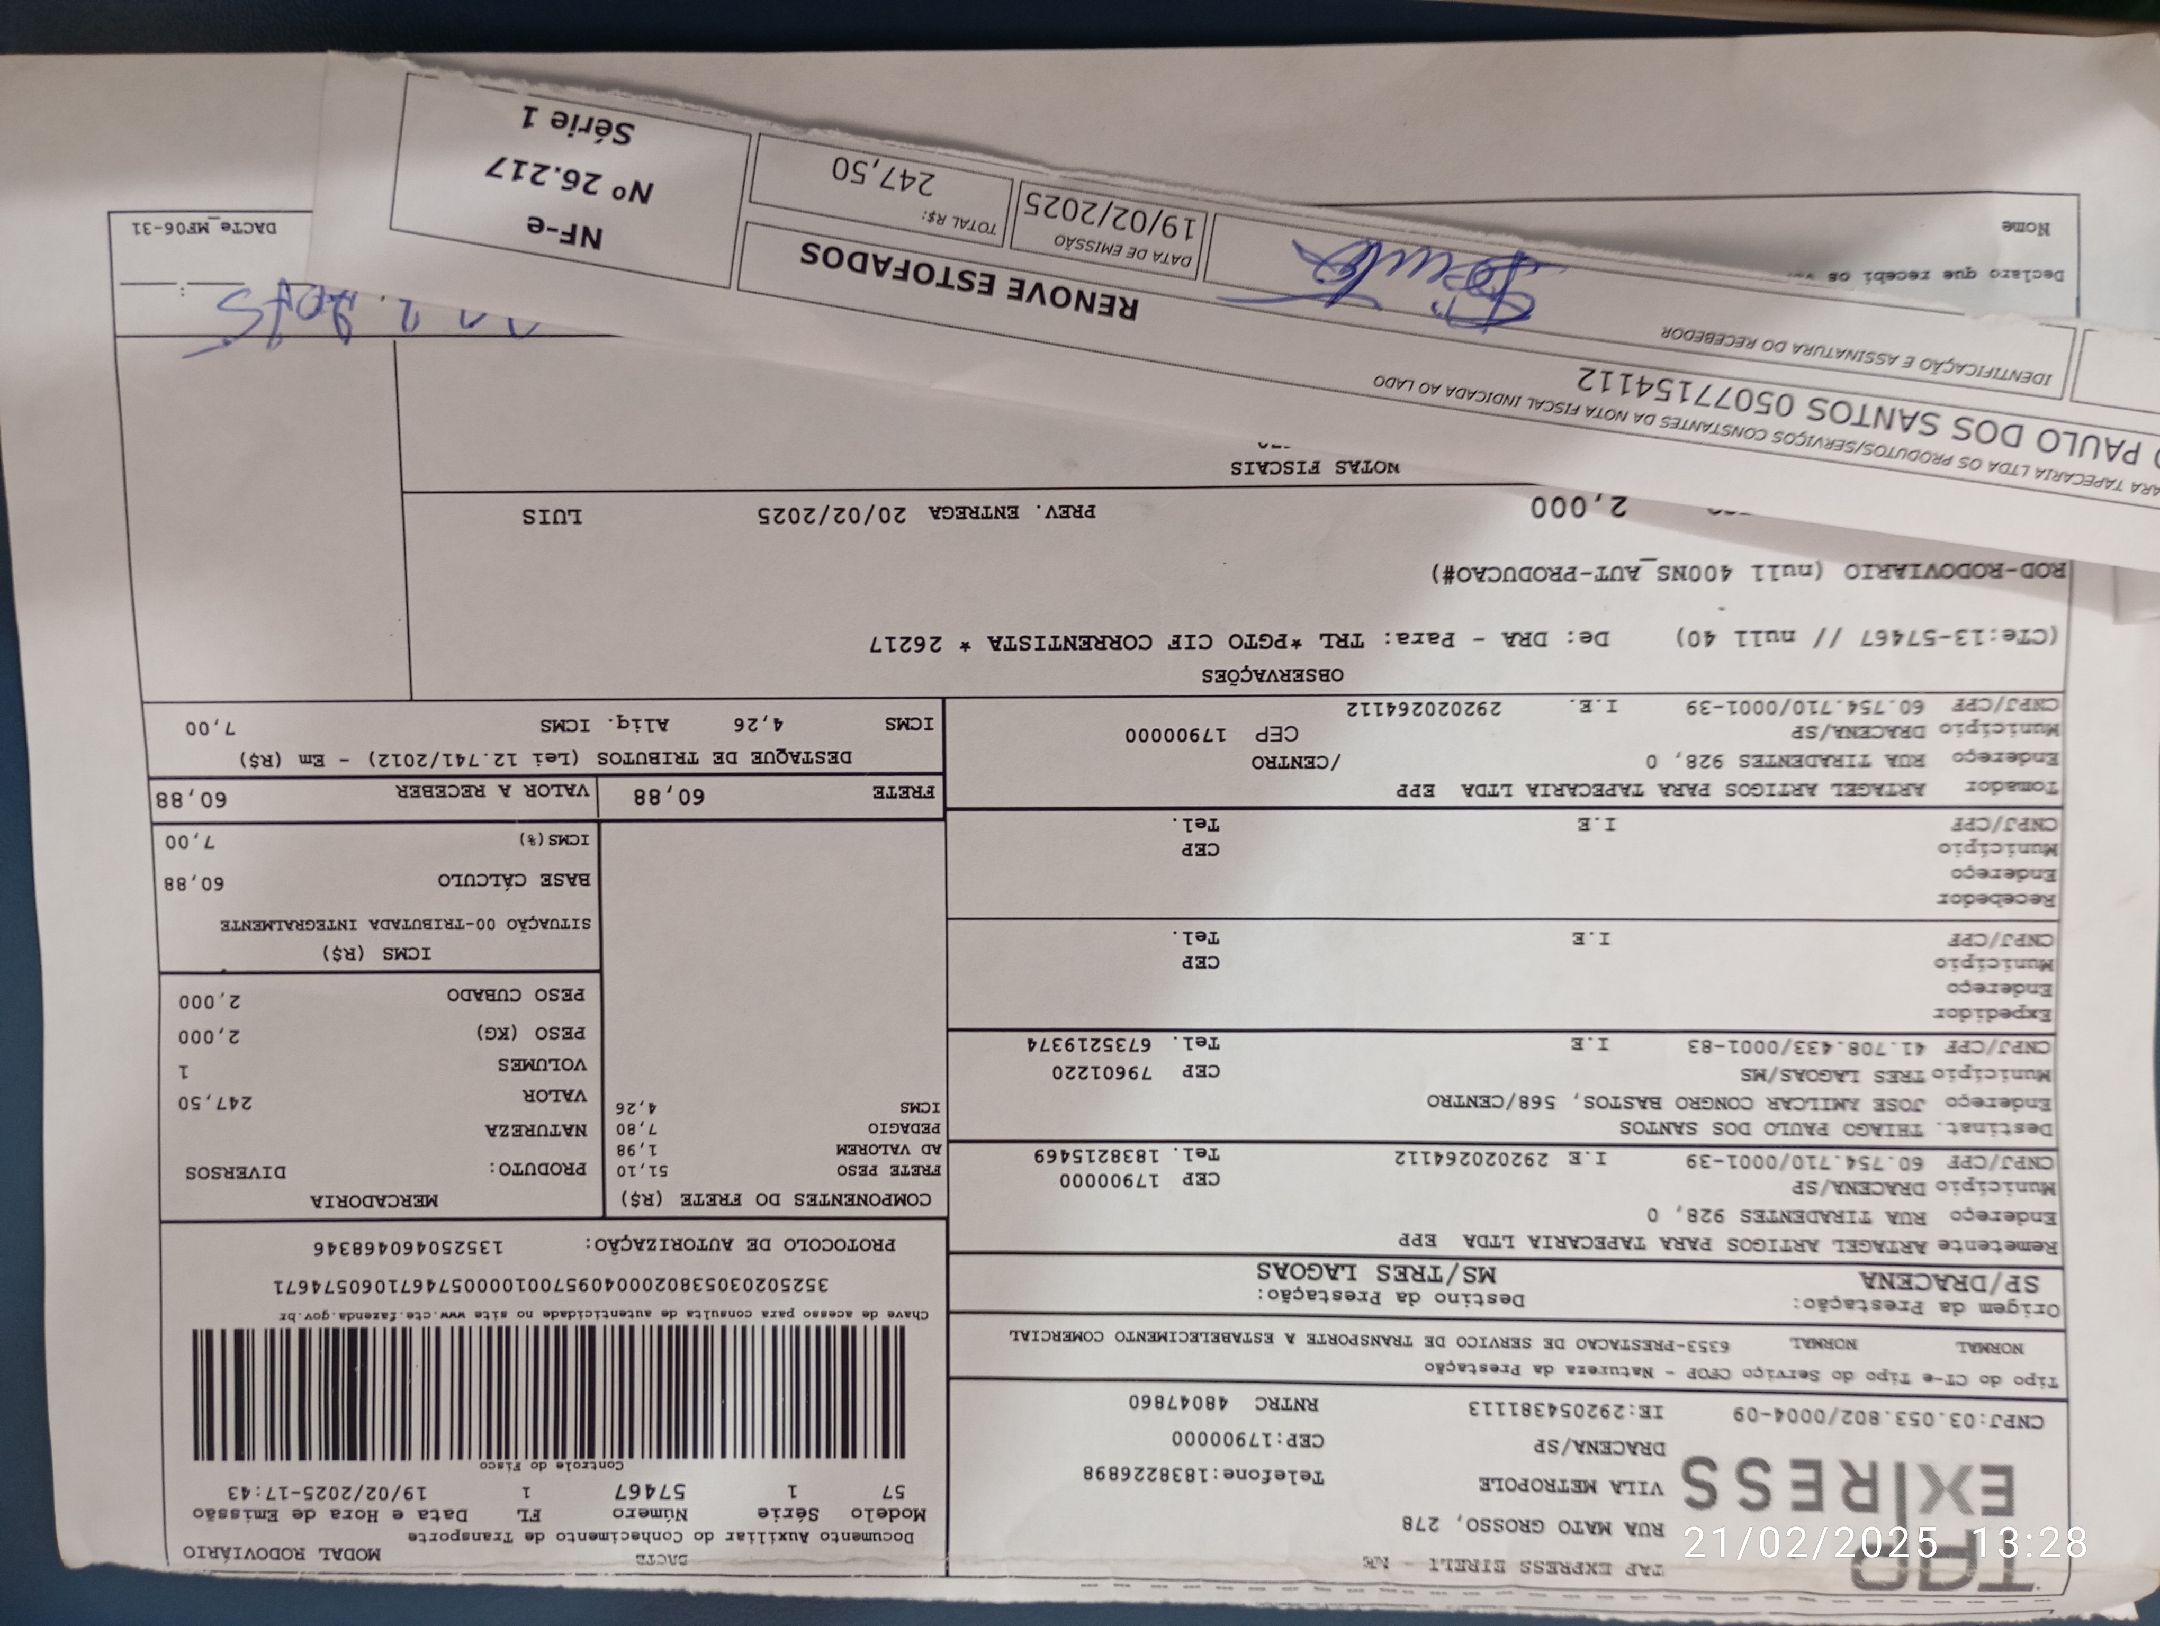 TAP EXPRESS EIRELI -
TAP
EXPRESS
RUA MATO GROSSO, 278
VILA METROPOLE Telefone:1838226898
DRACENA/SP CEP:17900000
CNPJ:03.053.802/0004-09 IE:292054381113 RNTRC 48047860
DACTE MODAL RODOVIÁRIO
Documento Auxiliar do Conhecimento de Transporte
Modelo Série Número FL Data e Hora de Emissão
57 1 57467 1 19/02/2025-17:43
Controle do Fisco
Chave de acesso para consulta de autenticidade no site www.cte.fazenda.gov.br
35250203053802000409570010000574671060574671
PROTOCOLO DE AUTORIZAÇÃO: 135250460468346
Tipo do CT-e Tipo do Serviço CFOP - Natureza da Prestação
NORMAL NORMAL 6353-PRESTACAO DE SERVICO DE TRANSPORTE A ESTABELECIMENTO COMERCIAL
Origem da Prestação: Destino da Prestação:
SP/DRACENA MS/TRES LAGOAS
Remetente ARTAGEL ARTIGOS PARA TAPECARIA LTDA EPP
Endereço RUA TIRADENTES 928, 0
Município DRACENA/SP CEP 17900000
CNPJ/CPF 60.754.710/0001-39 I.E 292020264112 Tel. 1838215469
Destinat. THIAGO PAULO DOS SANTOS
Endereço JOSE AMILCAR CONGRO BASTOS, 568/CENTRO
Município TRES LAGOAS/MS CEP 79601220
CNPJ/CPF 41.708.433/0001-83 I.E Tel. 6735219374
Expedidor
Endereço
Município CEP
CNPJ/CPF I.E Tel.
Recebedor
Endereço
Município CEP
CNPJ/CPF I.E Tel.
Tomador ARTAGEL ARTIGOS PARA TAPECARIA LTDA EPP
Endereço RUA TIRADENTES 928, 0 /CENTRO
Município DRACENA/SP CEP 17900000
CNPJ/CPF 60.754.710/0001-39 I.E. 292020264112
COMPONENTES DO FRETE (R$)
FRETE PESO 51,10
AD VALOREM 1,98
PEDAGIO 7,80
ICMS 4,26
MERCADORIA
PRODUTO: DIVERSOS
NATUREZA
VALOR 247,50
VOLUMES 1
PESO (KG) 2,000
PESO CUBADO 2,000
ICMS (R$)
SITUAÇÃO 00-TRIBUTADA INTEGRALMENTE
BASE CÁLCULO 60,88
ICMS(%) 7,00
FRETE 60,88 VALOR A RECEBER 60,88
DESTAQUE DE TRIBUTOS (Lei 12.741/2012) - Em (R$)
ICMS 4,26 Aliq. ICMS 7,00
OBSERVAÇÕES
(CTe:13-57467 // null 40) De: DRA - Para: TRL *PGTO CIF CORRENTISTA * 26217
ROD-RODOVIARIO (null 400NS_AUT-PRODUCAO#)
2,000 PREV. ENTREGA 20/02/2025 LUIS
NOTAS FISCAIS
ARA TAPECARIA LTDA OS PRODUTOS/SERVIÇOS CONSTANTES DA NOTA FISCAL INDICADA AO LADO
O PAULO DOS SANTOS 05077154112
IDENTIFICAÇÃO E ASSINATURA DO RECEBEDOR
RENOVE ESTOFADOS
DATA DE EMISSÃO
19/02/2025
TOTAL R$:
247,50
NF-e
Nº 26.217
Série 1
Declaro que recebi os
Nome
DACTe_MF06-31
21/02/2025 13:28